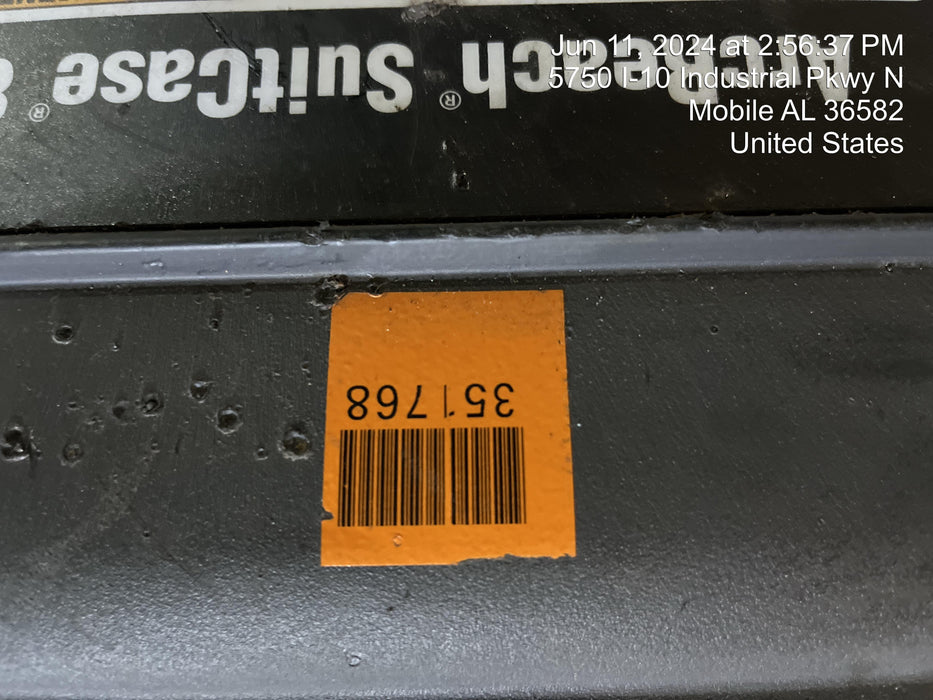 Jun 11, 2024 at 2:56:37 PM
5750 I-10 Industrial Pkwy N
Mobile AL 36582
United States
ArcReach® SuitCase®
351768